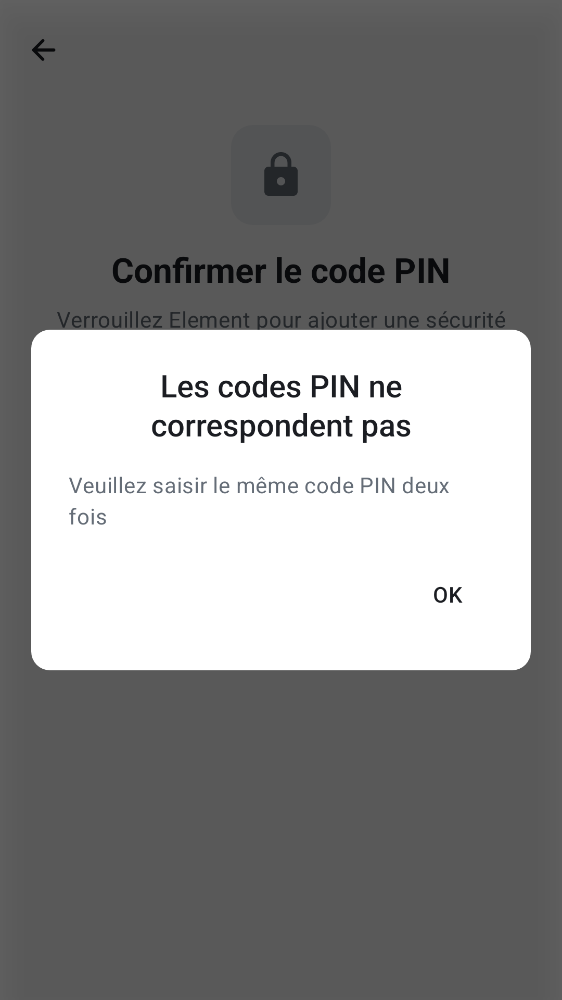 Confirmer le code PIN
Verrouillez Element pour ajouter une sécurité
Les codes PIN ne
correspondent pas
Veuillez saisir le même code PIN deux
fois
OK